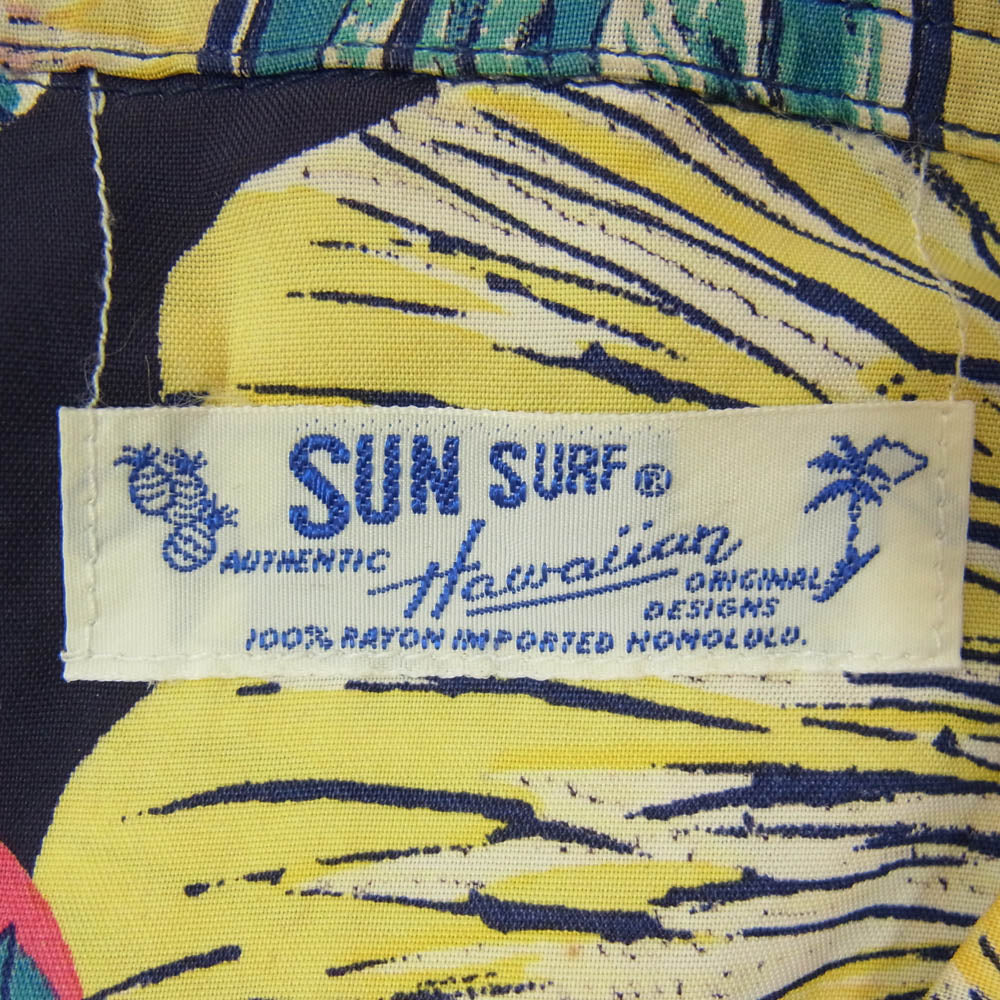 SUN SURF®
AUTHENTIC Hawaiian ORIGINAL
DESIGNS
100% RAYON IMPORTED HONOLULU.